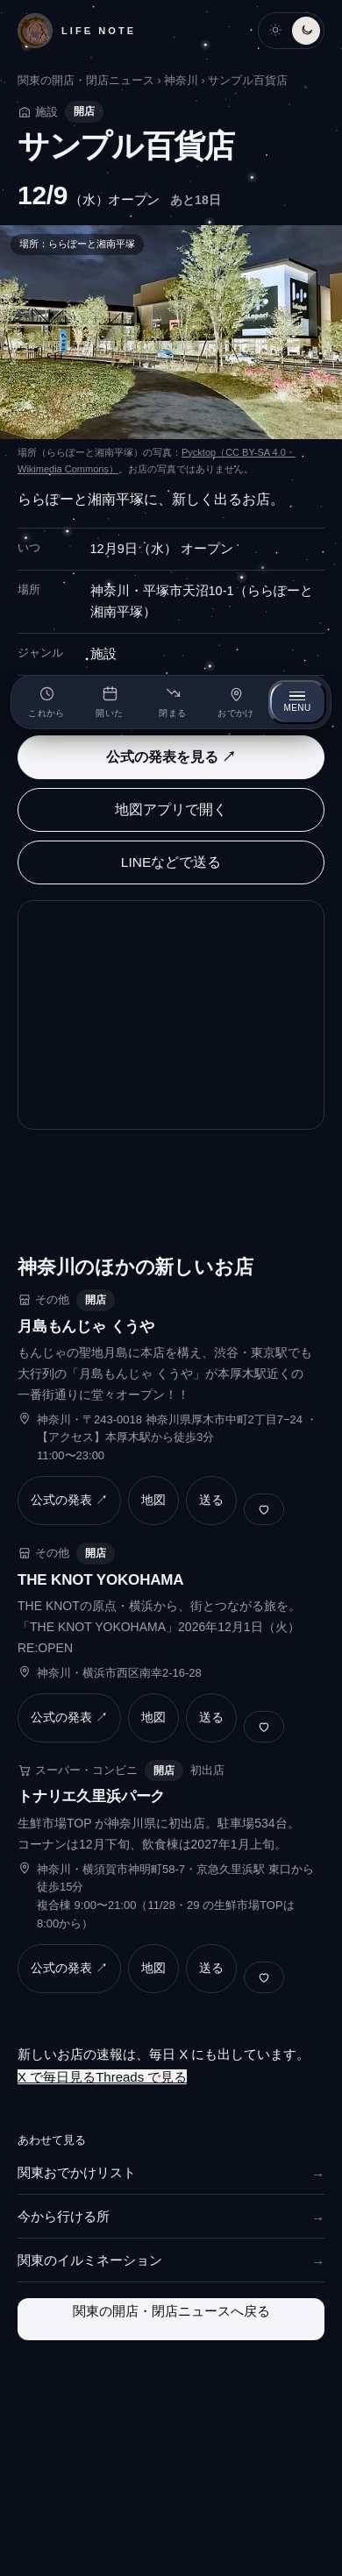 LIFE NOTE
関東の開店・閉店ニュース › 神奈川 › サンプル百貨店
施設 開店
サンプル百貨店
12/9（水）オープン あと18日
場所：ららぽーと湘南平塚
場所（ららぽーと湘南平塚）の写真：Pycktop（CC BY-SA 4.0・
Wikimedia Commons）。お店の写真ではありません。
ららぽーと湘南平塚に、新しく出るお店。
いつ 12月9日（水） オープン
場所 神奈川・平塚市天沼10-1（ららぽーと
湘南平塚）
ジャンル 施設
これから 開いた 閉まる おでかけ MENU
公式の発表を見る ↗
地図アプリで開く
LINEなどで送る
神奈川のほかの新しいお店
その他 開店
月島もんじゃ くうや
もんじゃの聖地月島に本店を構え、渋谷・東京駅でも
大行列の「月島もんじゃ くうや」が本厚木駅近くの
一番街通りに堂々オープン！！
神奈川・〒243-0018 神奈川県厚木市中町2丁目7−24 ・
【アクセス】本厚木駅から徒歩3分
11:00〜23:00
公式の発表 ↗ 地図 送る
その他 開店
THE KNOT YOKOHAMA
THE KNOTの原点・横浜から、街とつながる旅を。
「THE KNOT YOKOHAMA」2026年12月1日（火）
RE:OPEN
神奈川・横浜市西区南幸2-16-28
公式の発表 ↗ 地図 送る
スーパー・コンビニ 開店 初出店
トナリエ久里浜パーク
生鮮市場TOP が神奈川県に初出店。駐車場534台。
コーナンは12月下旬、飲食棟は2027年1月上旬。
神奈川・横須賀市神明町58-7・京急久里浜駅 東口から
徒歩15分
複合棟 9:00〜21:00（11/28・29 の生鮮市場TOPは
8:00から）
公式の発表 ↗ 地図 送る
新しいお店の速報は、毎日 X にも出しています。
X で毎日見るThreads で見る
あわせて見る
関東おでかけリスト →
今から行ける所 →
関東のイルミネーション →
関東の開店・閉店ニュースへ戻る